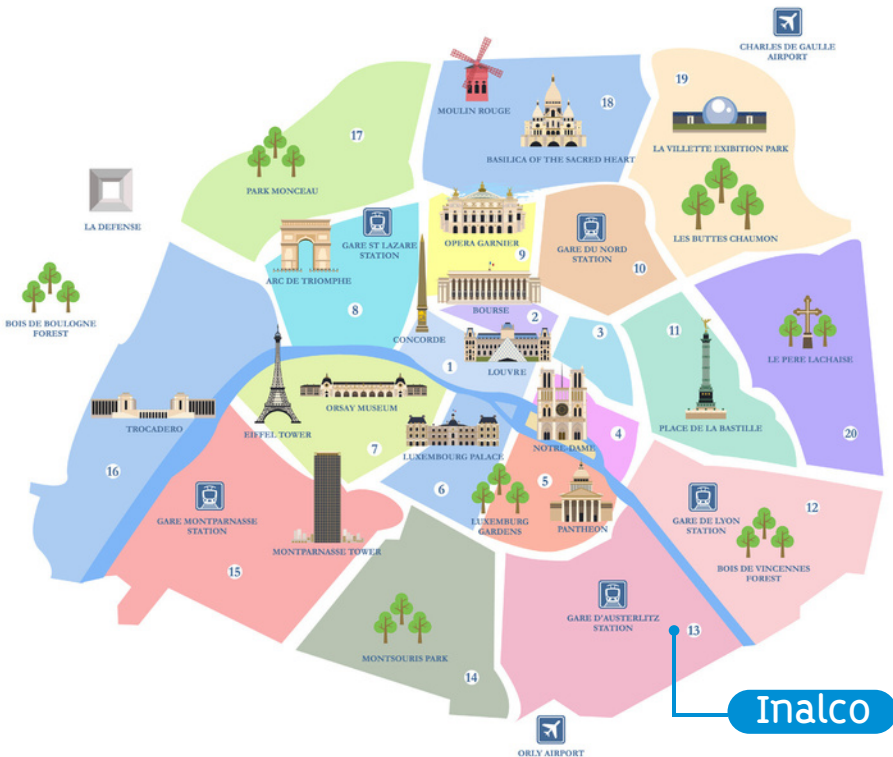 CHARLES DE GAULLE
AIRPORT
MOULIN ROUGE
18
BASILICA OF THE SACRED HEART
19
LA VILLETTE EXIBITION PARK
LES BUTTES CHAUMON
17
PARK MONCEAU
LA DEFENSE
BOIS DE BOULOGNE
FOREST
GARE ST LAZARE
STATION
ARC DE TRIOMPHE
8
CONCORDE
OPERA GARNIER
9
BOURSE
2
GARE DU NORD
STATION
10
1
LOUVRE
3
11
PLACE DE LA BASTILLE
LE PERE LACHAISE
20
TROCADERO
16
EIFFEL TOWER
ORSAY MUSEUM
7
LUXEMBOURG PALACE
6
NOTRE-DAME
4
5
LUXEMBURG
GARDENS
PANTHEON
GARE MONTPARNASSE
STATION
MONTPARNASSE TOWER
15
GARE DE LYON
STATION
12
BOIS DE VINCENNES
FOREST
GARE D'AUSTERLITZ
STATION
13
MONTSOURIS PARK
14
Inalco
ORLY AIRPORT